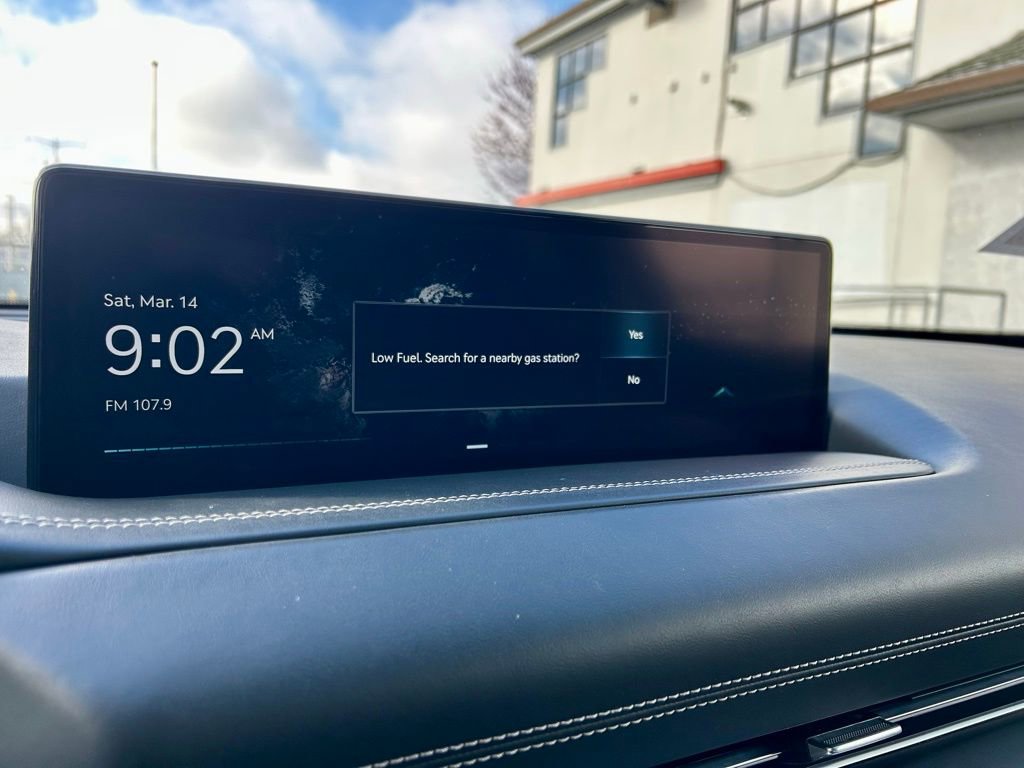 Sat, Mar. 14
9:02 AM
FM 107.9
Low Fuel. Search for a nearby gas station?
Yes
No